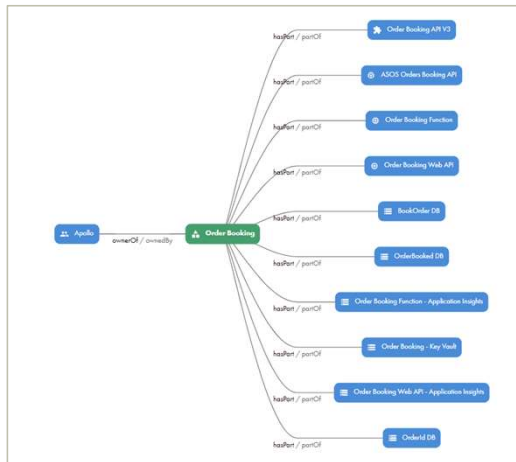 hasPart / partOf
Order Booking API V3
hasPart / partOf
ASOS Orders Booking API
hasPart / partOf
Order Booking Function
hasPart / partOf
Order Booking Web API
Apollo
ownerOf / ownedBy
Order Booking
hasPart / partOf
BookOrder DB
hasPart / partOf
OrderBooked DB
hasPart / partOf
Order Booking Function - Application Insights
hasPart / partOf
Order Booking - Key Vault
hasPart / partOf
Order Booking Web API - Application Insights
hasPart / partOf
OrderId DB